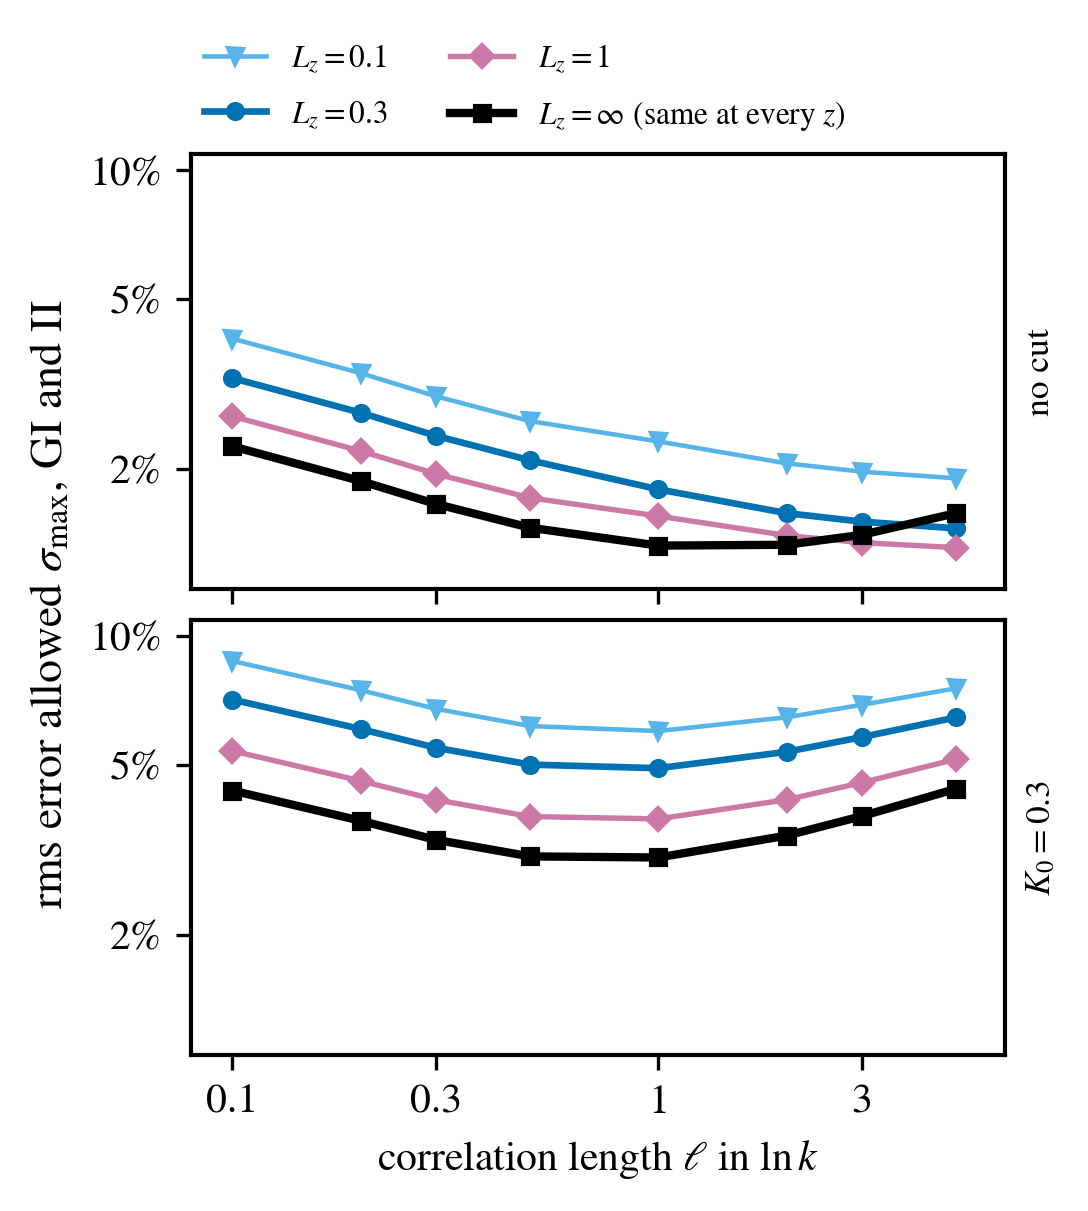 L_z = 0.1
L_z = 1
L_z = 0.3
L_z = ∞ (same at every z)
rms error allowed σ_max, GI and II
10%
5%
2%
no cut
10%
5%
2%
K_0 = 0.3
0.1 0.3 1 3
correlation length ℓ in ln k